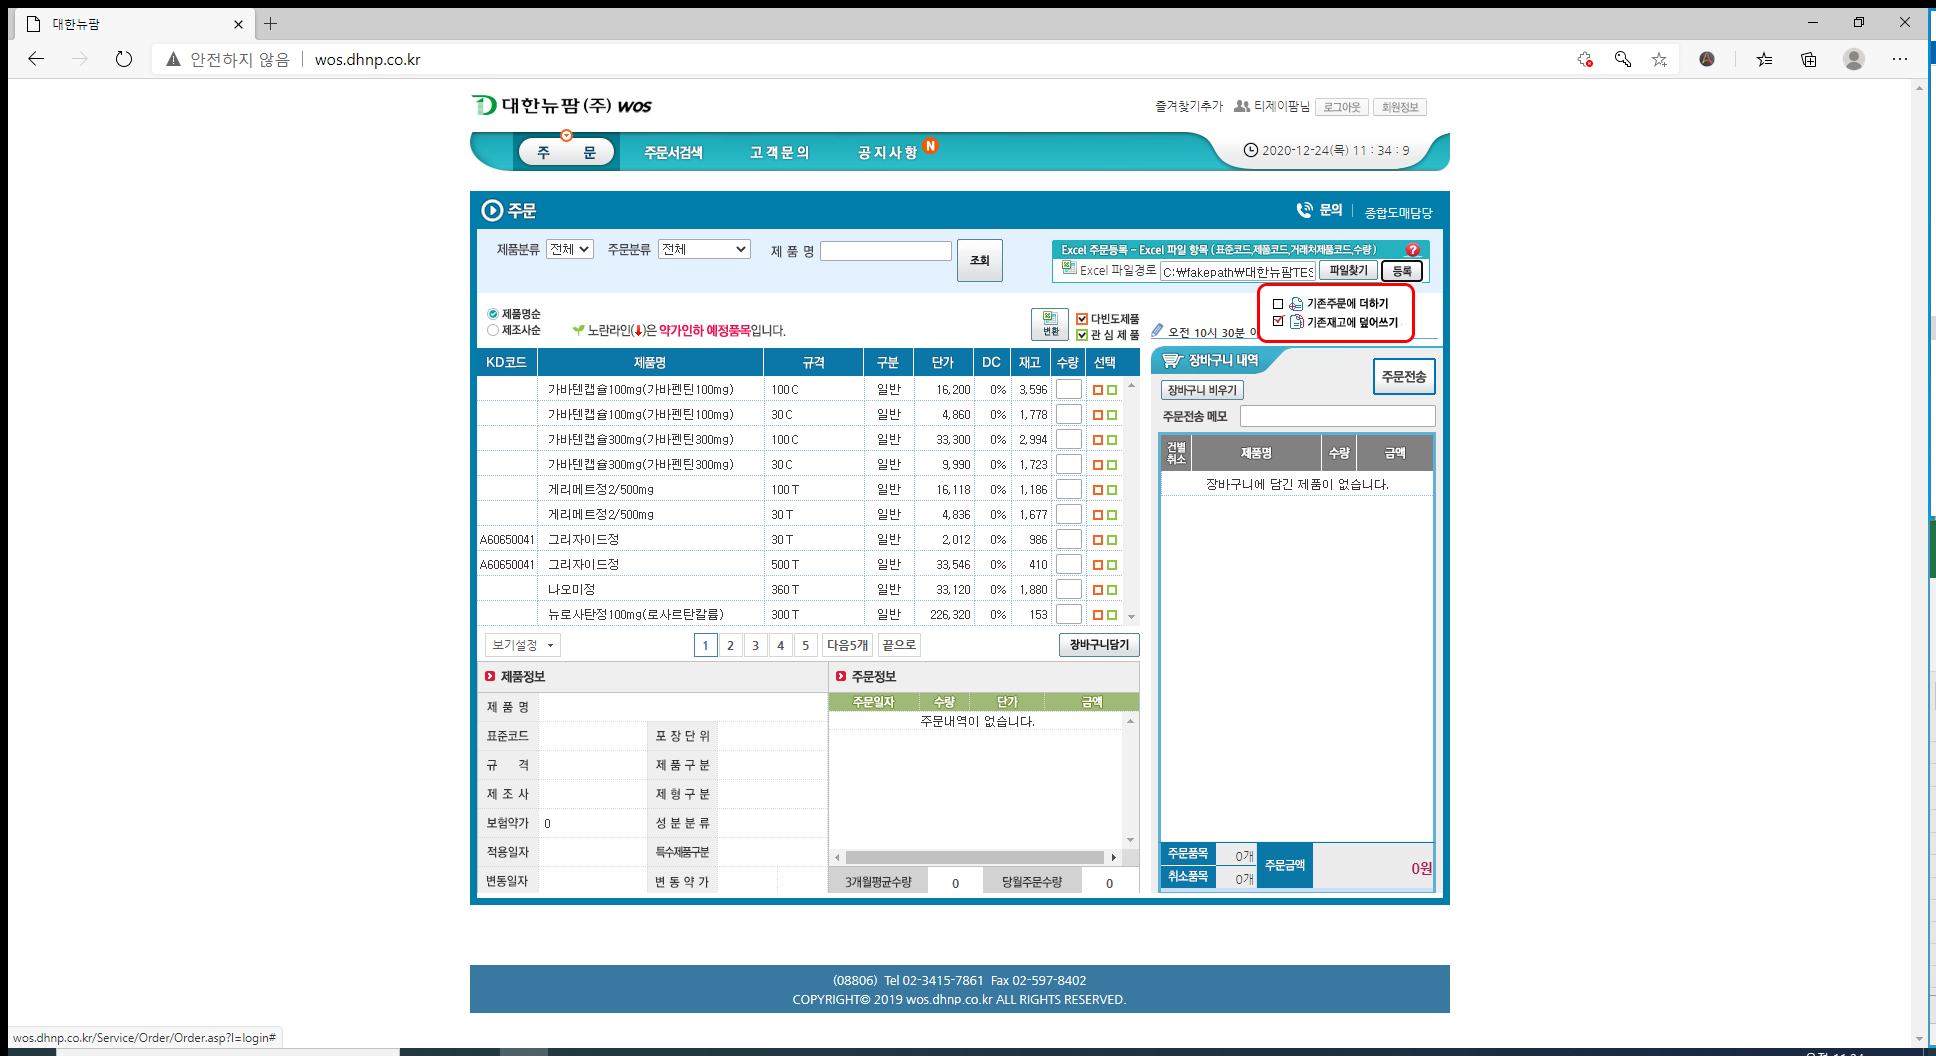 대한뉴팜
안전하지 않음 wos.dhnp.co.kr
대한뉴팜(주) WOS
즐겨찾기추가 티제이팜님 로그아웃 회원정보
주 문 주문서검색 고객문의 공지사항 N
2020-12-24(목) 11 : 34 : 9
주문
문의 종합도매담당
제품분류 전체 주문분류 전체 제 품 명 조회
Excel 주문등록 - Excel 파일 항목 (표준코드,제품코드,거래처제품코드,수량) ?
Excel 파일경로 C:₩fakepath₩대한뉴팜TES 파일찾기 등록
기존주문에 더하기
기존재고에 덮어쓰기
제품명순
제조사순
노란라인(↓)은 약가인하 예정품목입니다.
변환
다빈도제품
관 심 제 품
오전 10시 30분
KD코드 제품명 규격 구분 단가 DC 재고 수량 선택
가바텐캡슐100mg(가바펜틴100mg) 100 C 일반 16,200 0% 3,596
가바텐캡슐100mg(가바펜틴100mg) 30 C 일반 4,860 0% 1,778
가바텐캡슐300mg(가바펜틴300mg) 100 C 일반 33,300 0% 2,994
가바텐캡슐300mg(가바펜틴300mg) 30 C 일반 9,990 0% 1,723
게리메트정2/500mg 100 T 일반 16,118 0% 1,186
게리메트정2/500mg 30 T 일반 4,836 0% 1,677
A60650041 그리자이드정 30 T 일반 2,012 0% 986
A60650041 그리자이드정 500 T 일반 33,546 0% 410
나오미정 360 T 일반 33,120 0% 1,880
뉴로사탄정100mg(로사르탄칼륨) 300 T 일반 226,320 0% 153
보기설정 1 2 3 4 5 다음5개 끝으로 장바구니담기
장바구니 내역
장바구니 비우기 주문전송
주문전송 메모
건별취소 제품명 수량 금액
장바구니에 담긴 제품이 없습니다.
주문품목 0개
취소품목 0개
주문금액 0원
제품정보
제 품 명
표준코드 포 장 단 위
규 격 제 품 구 분
제 조 사 제 형 구 분
보험약가 0 성 분 분 류
적용일자 특수제품구분
변동일자 변 동 약 가
주문정보
주문일자 수량 단가 금액
주문내역이 없습니다.
3개월평균수량 0 당월주문수량 0
(08806) Tel 02-3415-7861 Fax 02-597-8402
COPYRIGHT© 2019 wos.dhnp.co.kr ALL RIGHTS RESERVED.
wos.dhnp.co.kr/Service/Order/Order.asp?l=login#